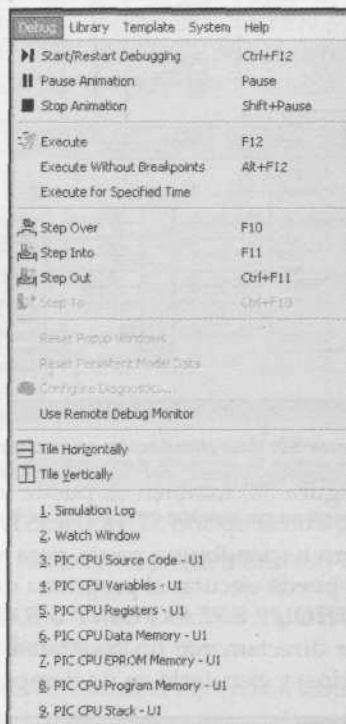 Debug Library Template System Help
Start/Restart Debugging Ctrl+F12
Pause Animation Pause
Stop Animation Shift+Pause
Execute F12
Execute Without Breakpoints Alt+F12
Execute for Specified Time
Step Over F10
Step Into F11
Step Out Ctrl+F11
Step To Ctrl+F10
Reset Popup Windows
Reset Persistent Model Data
Configure Diagnostics...
Use Remote Debug Monitor
Tile Horizontally
Tile Vertically
1. Simulation Log
2. Watch Window
3. PIC CPU Source Code - U1
4. PIC CPU Variables - U1
5. PIC CPU Registers - U1
6. PIC CPU Data Memory - U1
7. PIC CPU EPROM Memory - U1
8. PIC CPU Program Memory - U1
9. PIC CPU Stack - U1